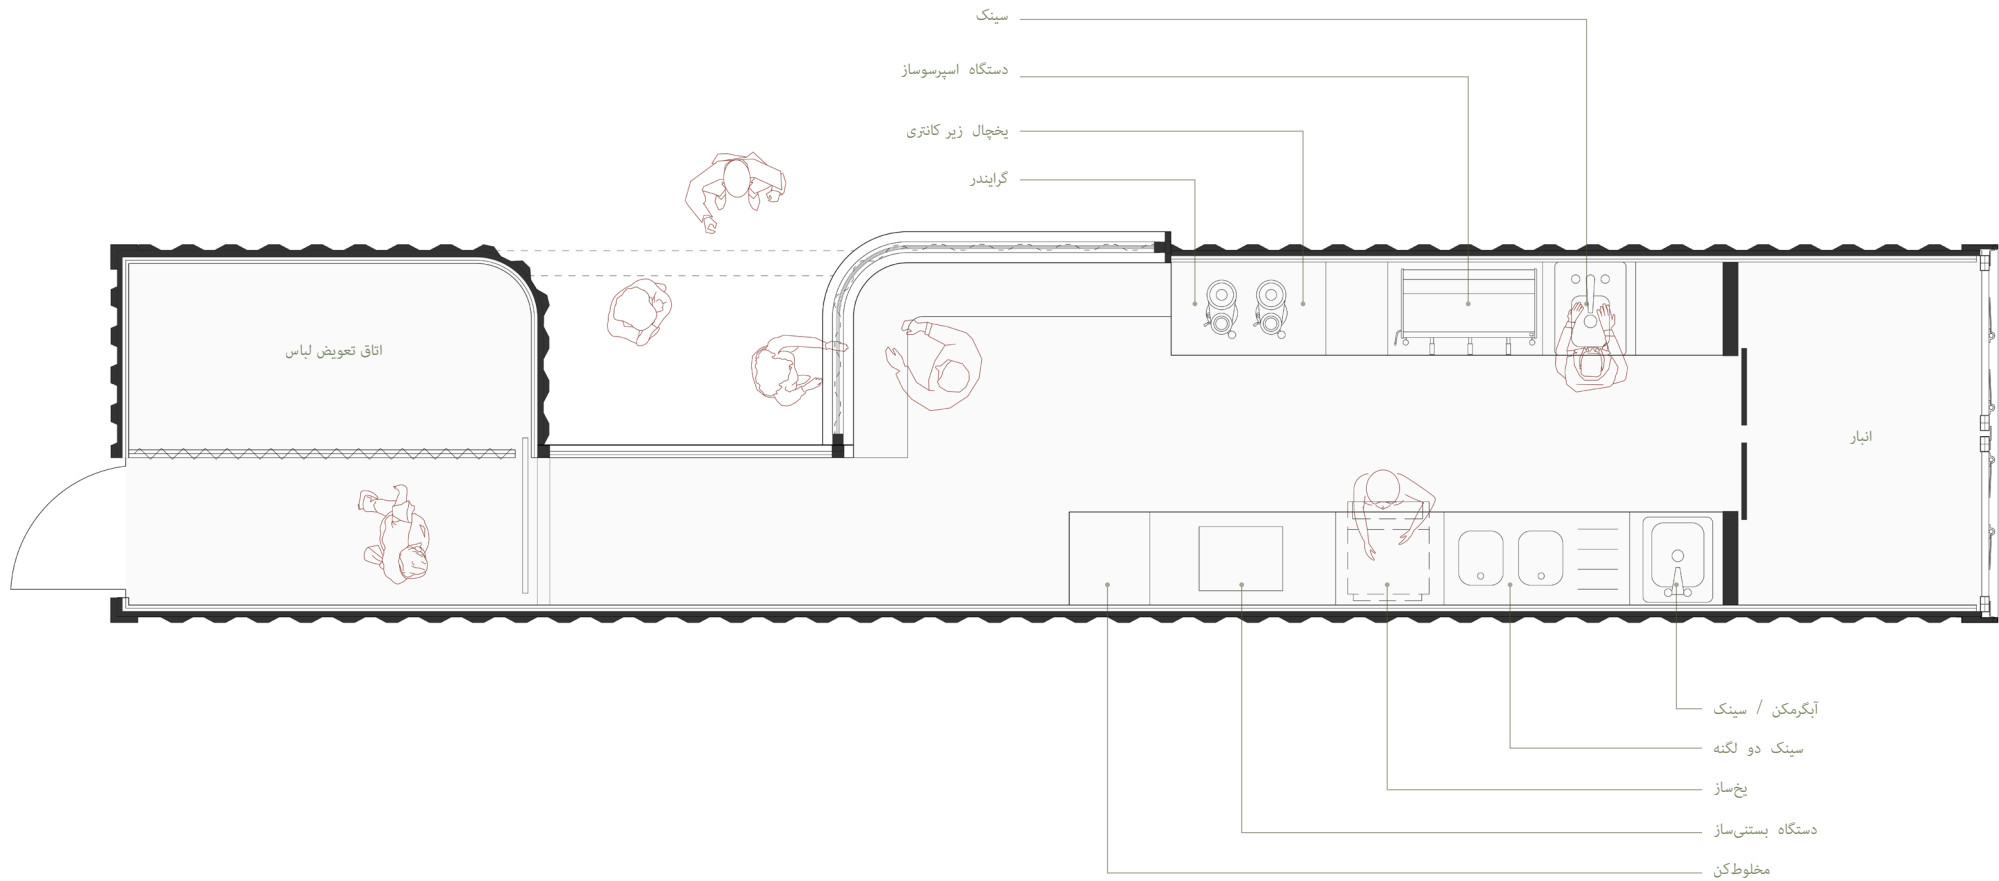 سینک
دستگاه اسپرسوساز
یخچال زیر کانتری
گرایندر
اتاق تعویض لباس
انبار
آبگرمکن / سینک
سینک دو لگنه
یخ‌ساز
دستگاه بستنی‌ساز
مخلوط‌کن